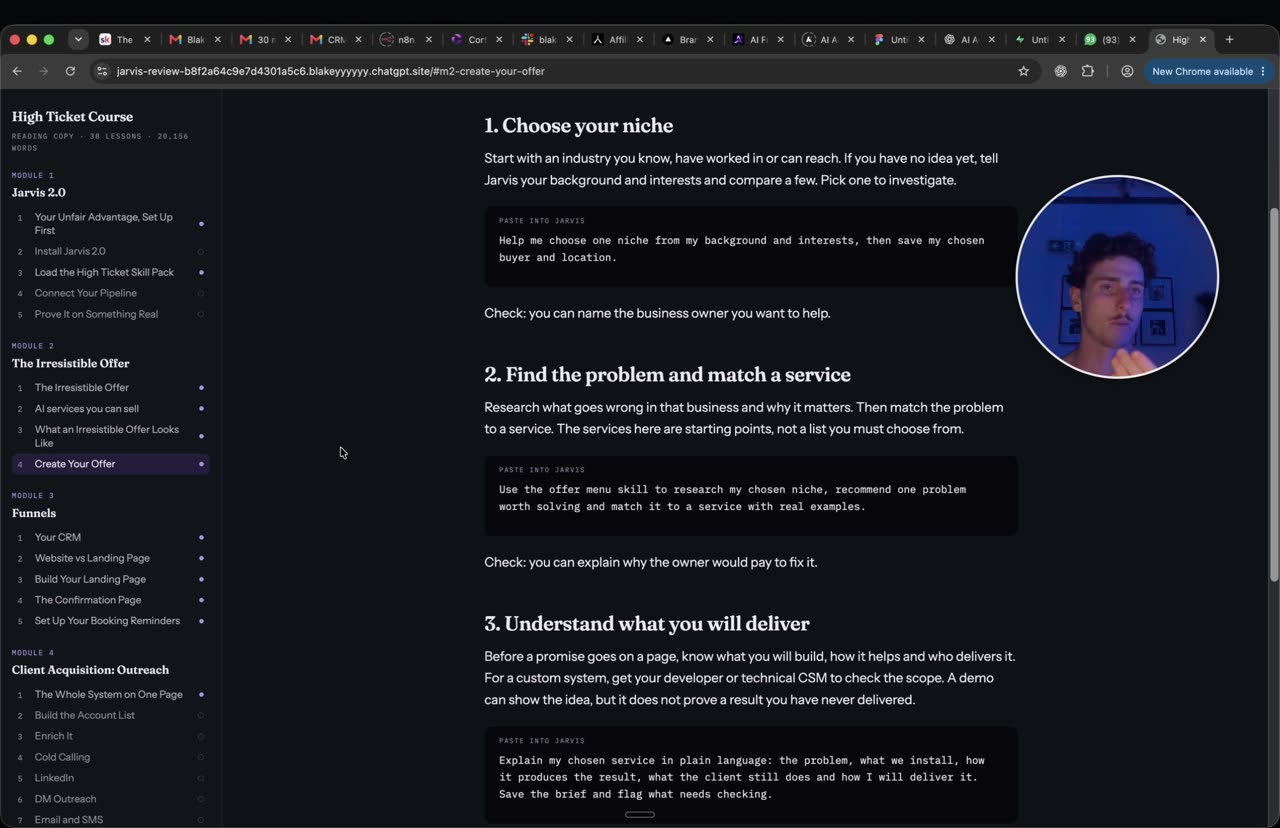 The
Blak
30 n
CRM
n8n.
Cort
blak
Affil
Brar
AI Fi
AI A
Unti
AI A
Unti
(93)
High
jarvis-review-b8f2a64c9e7d4301a5c6.blakeyyyyyy.chatgpt.site/#m2-create-your-offer
New Chrome available
High Ticket Course
READING COPY · 38 LESSONS · 20,156
WORDS
MODULE 1
Jarvis 2.0
1 Your Unfair Advantage, Set Up
First
2 Install Jarvis 2.0
3 Load the High Ticket Skill Pack
4 Connect Your Pipeline
5 Prove It on Something Real
MODULE 2
The Irresistible Offer
1 The Irresistible Offer
2 AI services you can sell
3 What an Irresistible Offer Looks
Like
4 Create Your Offer
MODULE 3
Funnels
1 Your CRM
2 Website vs Landing Page
3 Build Your Landing Page
4 The Confirmation Page
5 Set Up Your Booking Reminders
MODULE 4
Client Acquisition: Outreach
1 The Whole System on One Page
2 Build the Account List
3 Enrich It
4 Cold Calling
5 LinkedIn
6 DM Outreach
7 Email and SMS
1. Choose your niche
Start with an industry you know, have worked in or can reach. If you have no idea yet, tell
Jarvis your background and interests and compare a few. Pick one to investigate.
PASTE INTO JARVIS
Help me choose one niche from my background and interests, then save my chosen
buyer and location.
Check: you can name the business owner you want to help.
2. Find the problem and match a service
Research what goes wrong in that business and why it matters. Then match the problem
to a service. The services here are starting points, not a list you must choose from.
PASTE INTO JARVIS
Use the offer menu skill to research my chosen niche, recommend one problem
worth solving and match it to a service with real examples.
Check: you can explain why the owner would pay to fix it.
3. Understand what you will deliver
Before a promise goes on a page, know what you will build, how it helps and who delivers it.
For a custom system, get your developer or technical CSM to check the scope. A demo
can show the idea, but it does not prove a result you have never delivered.
PASTE INTO JARVIS
Explain my chosen service in plain language: the problem, what we install, how
it produces the result, what the client still does and how I will deliver it.
Save the brief and flag what needs checking.